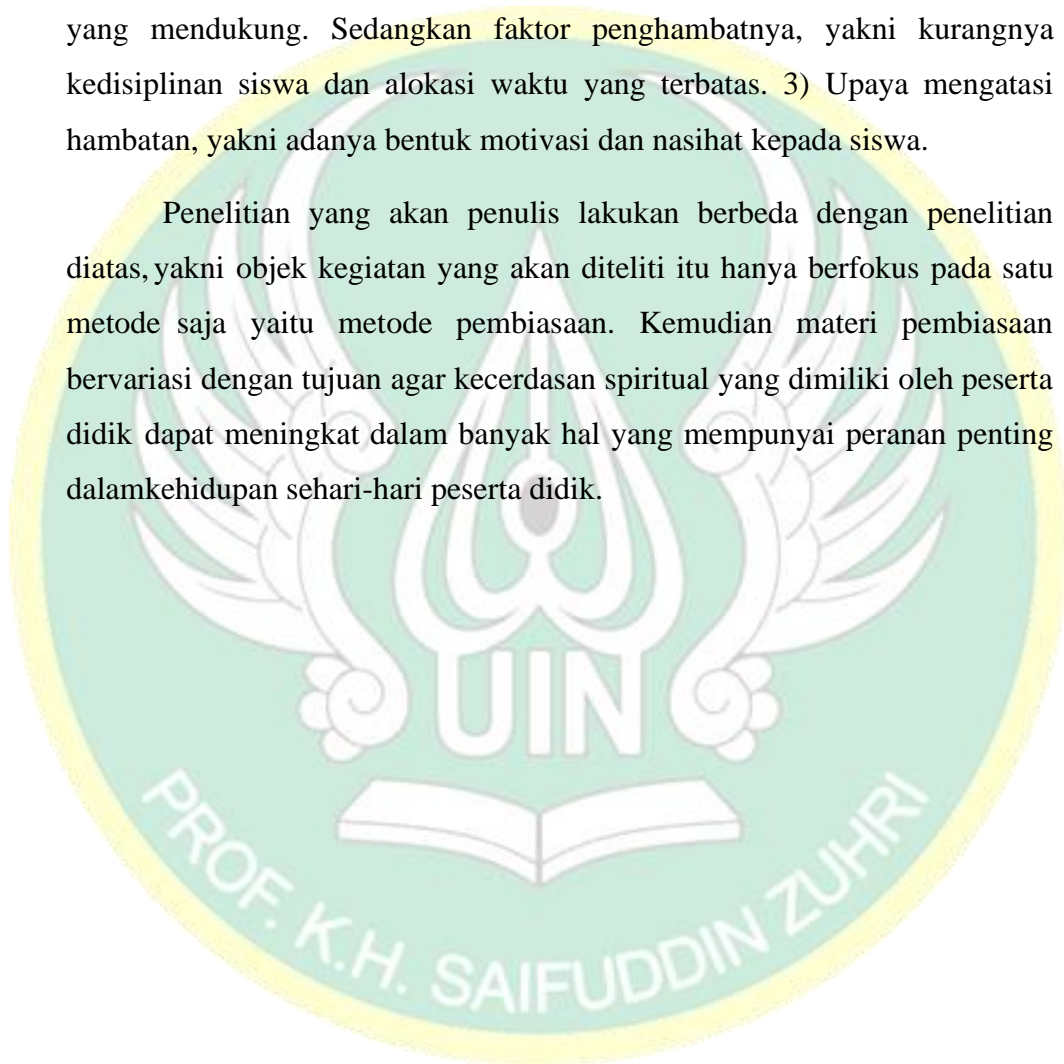 yang mendukung. Sedangkan faktor penghambatnya, yakni kurangnya
kedisiplinan siswa dan alokasi waktu yang terbatas. 3) Upaya mengatasi
hambatan, yakni adanya bentuk motivasi dan nasihat kepada siswa.
Penelitian yang akan penulis lakukan berbeda dengan penelitian
diatas, yakni objek kegiatan yang akan diteliti itu hanya berfokus pada satu
metode saja yaitu metode pembiasaan. Kemudian materi pembiasaan
bervariasi dengan tujuan agar kecerdasan spiritual yang dimiliki oleh peserta
didik dapat meningkat dalam banyak hal yang mempunyai peranan penting
dalamkehidupan sehari-hari peserta didik.
UIN
PROF. K.H. SAIFUDDIN ZUHRI